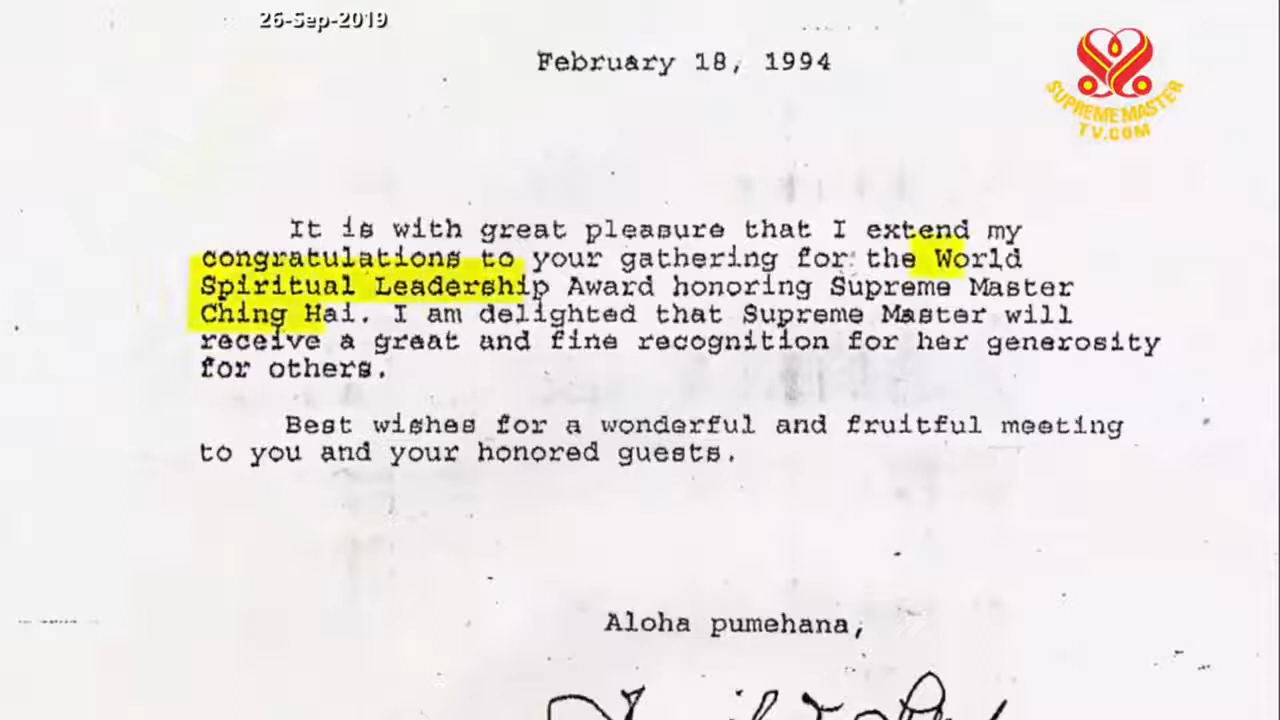 26-Sep-2019
February 18, 1994
SUPREME MASTER
TV.COM
It is with great pleasure that I extend my
congratulations to your gathering for the World
Spiritual Leadership Award honoring Supreme Master
Ching Hai. I am delighted that Supreme Master will
receive a great and fine recognition for her generosity
for others.
Best wishes for a wonderful and fruitful meeting
to you and your honored guests.
Aloha pumehana,